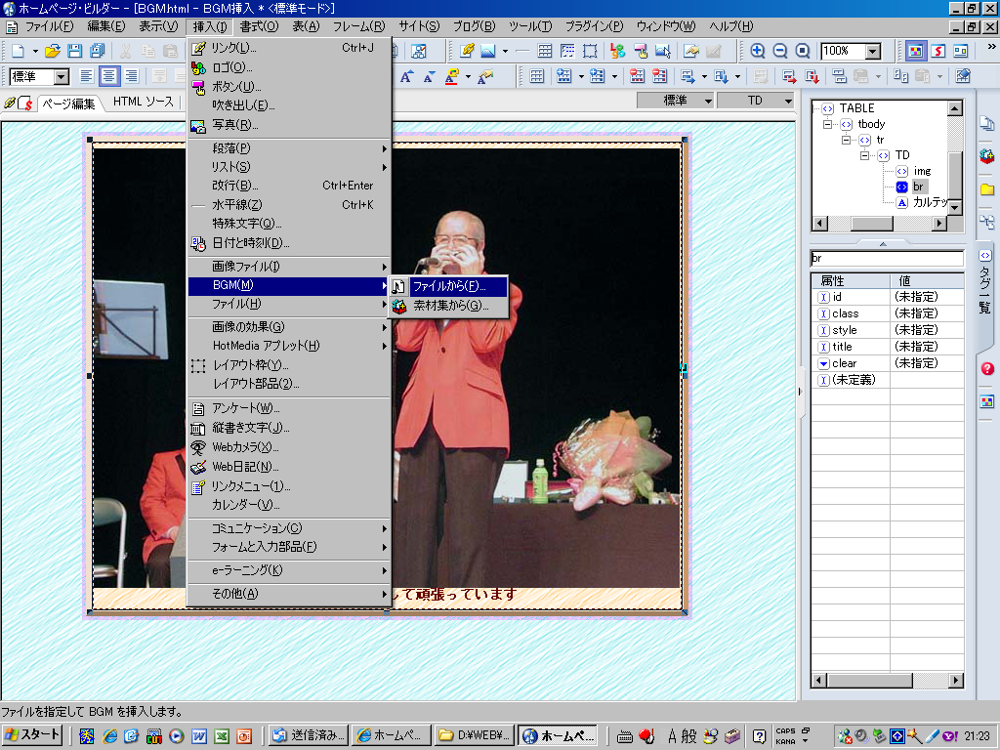 ホームページ・ビルダー - [BGM.html - BGM挿入 * <標準モード>]
ファイル(F) 編集(E) 表示(V) 挿入(I) 書式(O) 表(A) フレーム(R) サイト(S) ブログ(B) ツール(T) プラグイン(P) ウィンドウ(W) ヘルプ(H)
100%
標準
ページ編集 HTML ソース 標準 TD
リンク(L)... Ctrl+J
ロゴ(O)...
ボタン(U)...
吹き出し(E)...
写真(R)...
段落(P)
リスト(S)
改行(B)... Ctrl+Enter
水平線(Z) Ctrl+K
特殊文字(Q)...
日付と時刻(D)...
画像ファイル(I)
BGM(M)
ファイルから(F)...
素材集から(G)...
ファイル(H)
画像の効果(G)
HotMedia アプレット(H)
レイアウト枠(Y)...
レイアウト部品(2)...
アンケート(W)...
縦書き文字(J)...
Webカメラ(X)...
Web日記(N)...
リンクメニュー(1)...
カレンダー(V)...
コミュニケーション(C)
フォームと入力部品(F)
e-ラーニング(K)
その他(A)
して頑張っています
TABLE
tbody
tr
TD
img
br
カルテッ
br
属性 値
id (未指定)
class (未指定)
style (未指定)
title (未指定)
clear (未指定)
(未定義)
タグ一覧
ファイルを指定して BGM を挿入します。
スタート 送信済み... ホームペ... D:¥WEB¥... ホームペ... A 般 CAPS KANA 21:23